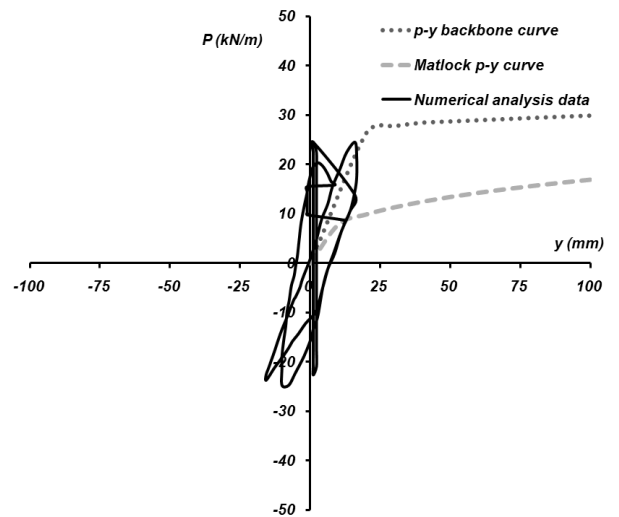 50
P (kN/m)
p-y backbone curve
40
Matlock p-y curve
30
Numerical analysis data
20
10
y (mm)
0
-100 -75 -50 -25 0 25 50 75 100
-10
-20
-30
-40
-50